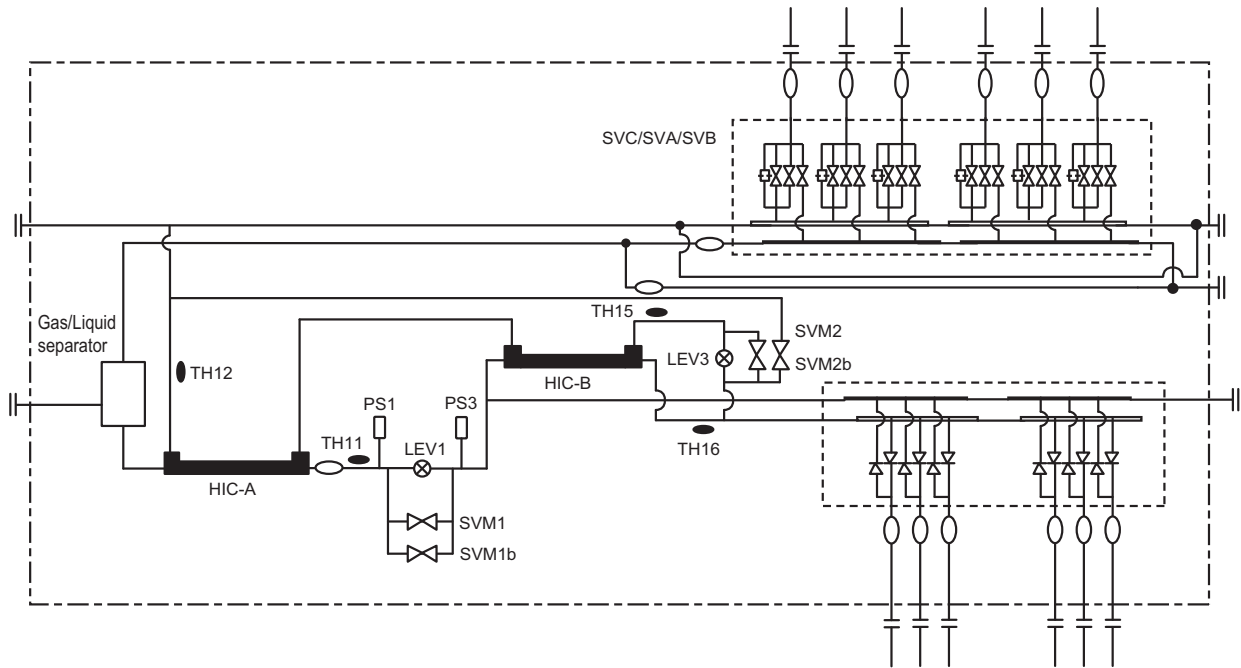 SVC/SVA/SVB
Gas/Liquid
separator
TH12
TH15
SVM2
LEV3
SVM2b
HIC-B
PS1
PS3
TH11
LEV1
TH16
HIC-A
SVM1
SVM1b